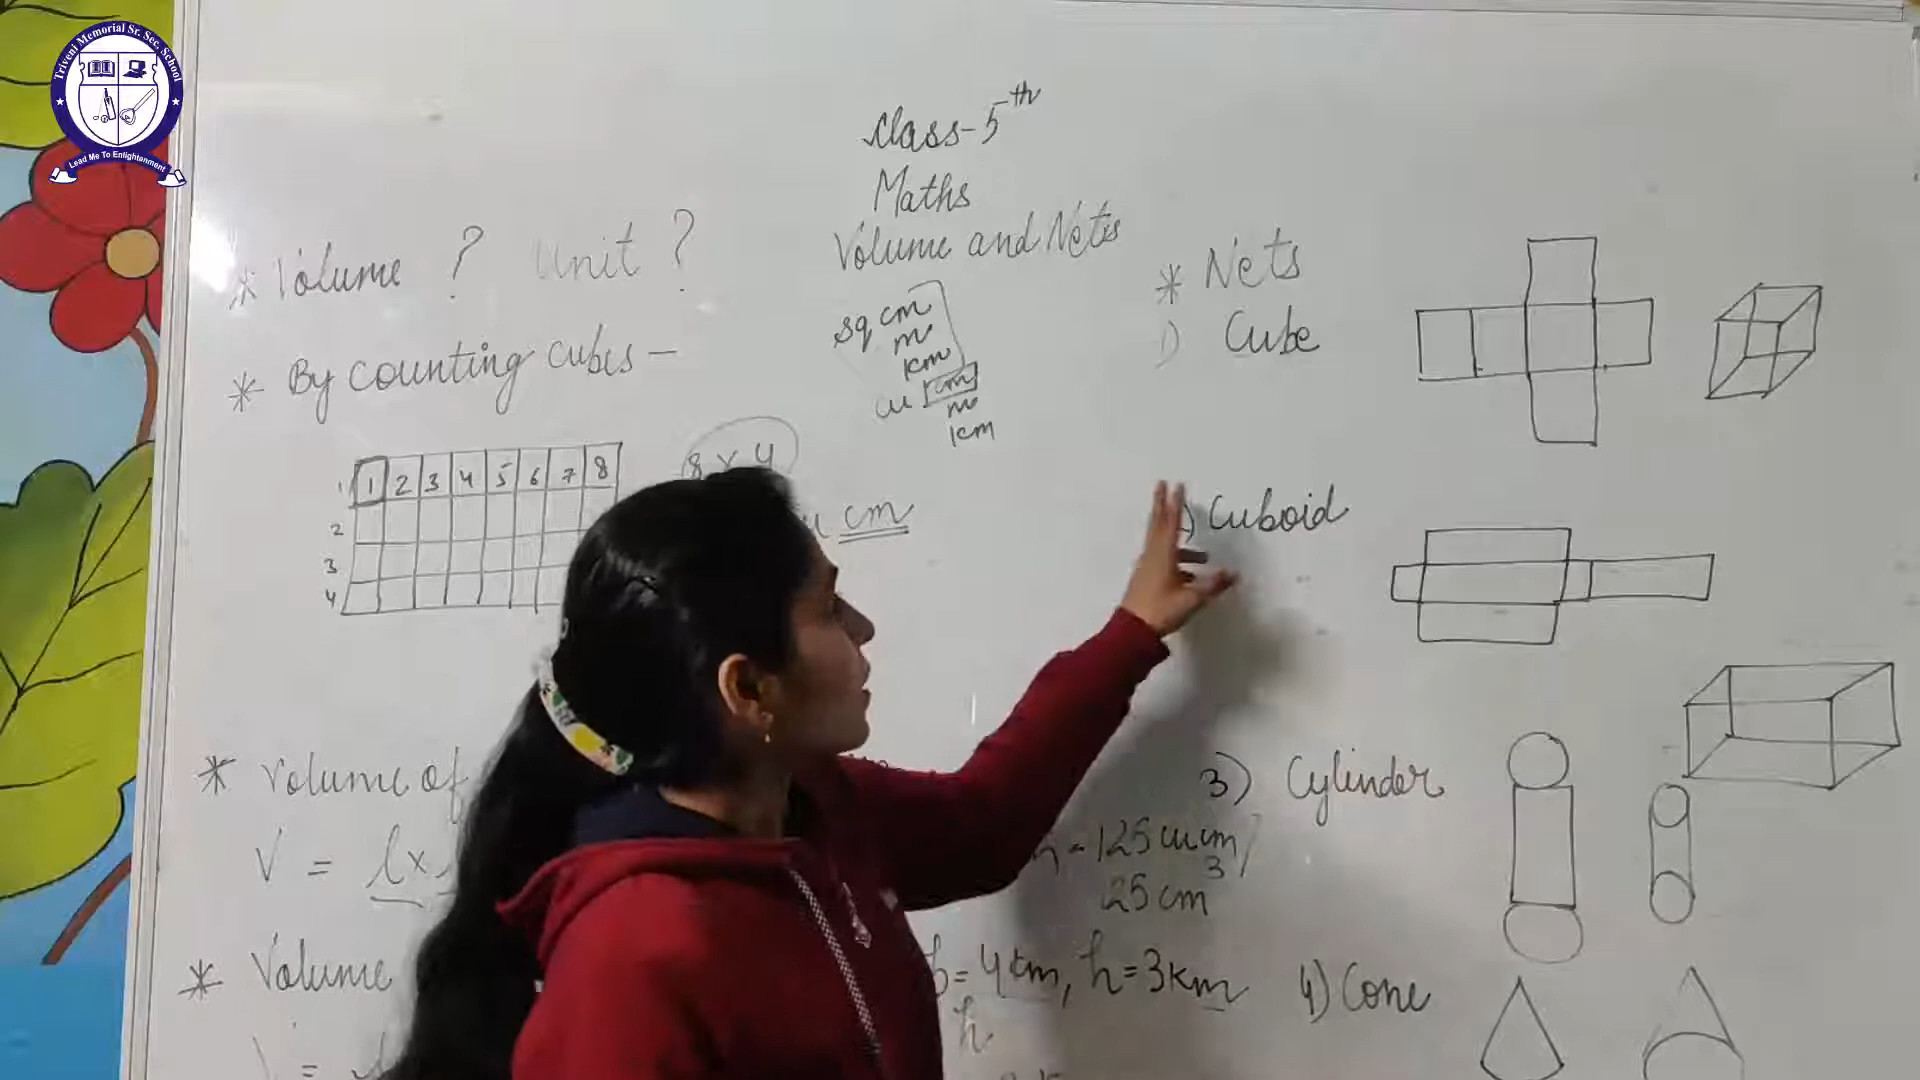 Triveni Memorial Sr. Sec. School
Lead Me To Enlightenment
Class-5th
Maths
Volume and Nets
* Volume ? Unit ?
* By counting cubes -
sq cm
m
km
cu cm
m
km
1 1 2 3 4 5 6 7 8
2
3
4
8 x 4
cm
* Volume of
V = l x
125 cu cm
25 cm 3
* Volume
b = 4 km, h = 3 km
h
* Nets
1) Cube
) Cuboid
3) Cylinder
4) Cone